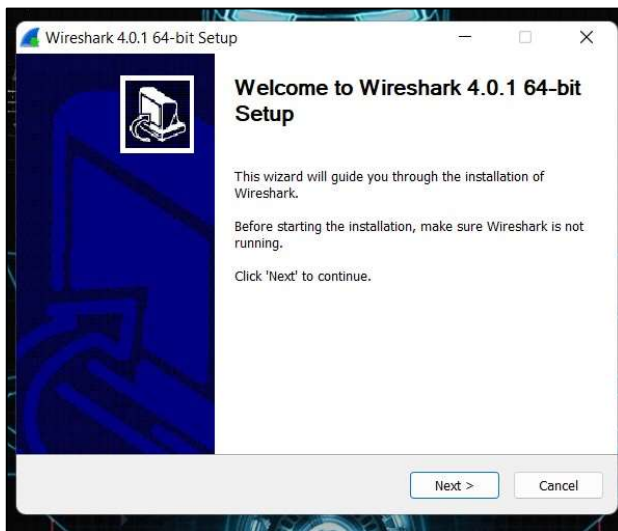 Wireshark 4.0.1 64-bit Setup
Welcome to Wireshark 4.0.1 64-bit
Setup
This wizard will guide you through the installation of
Wireshark.
Before starting the installation, make sure Wireshark is not
running.
Click 'Next' to continue.
Next >
Cancel